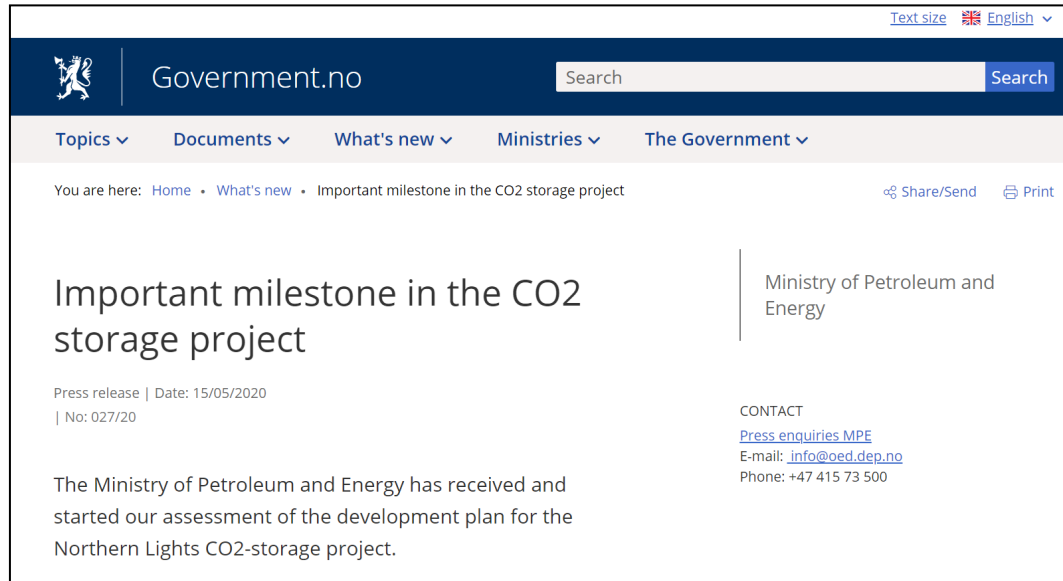 Text size English
Government.no
Search Search
Topics Documents What's new Ministries The Government
You are here: Home • What's new • Important milestone in the CO2 storage project
Share/Send Print
Important milestone in the CO2
storage project
Press release | Date: 15/05/2020
| No: 027/20
The Ministry of Petroleum and Energy has received and
started our assessment of the development plan for the
Northern Lights CO2-storage project.
Ministry of Petroleum and
Energy
CONTACT
Press enquiries MPE
E-mail: info@oed.dep.no
Phone: +47 415 73 500